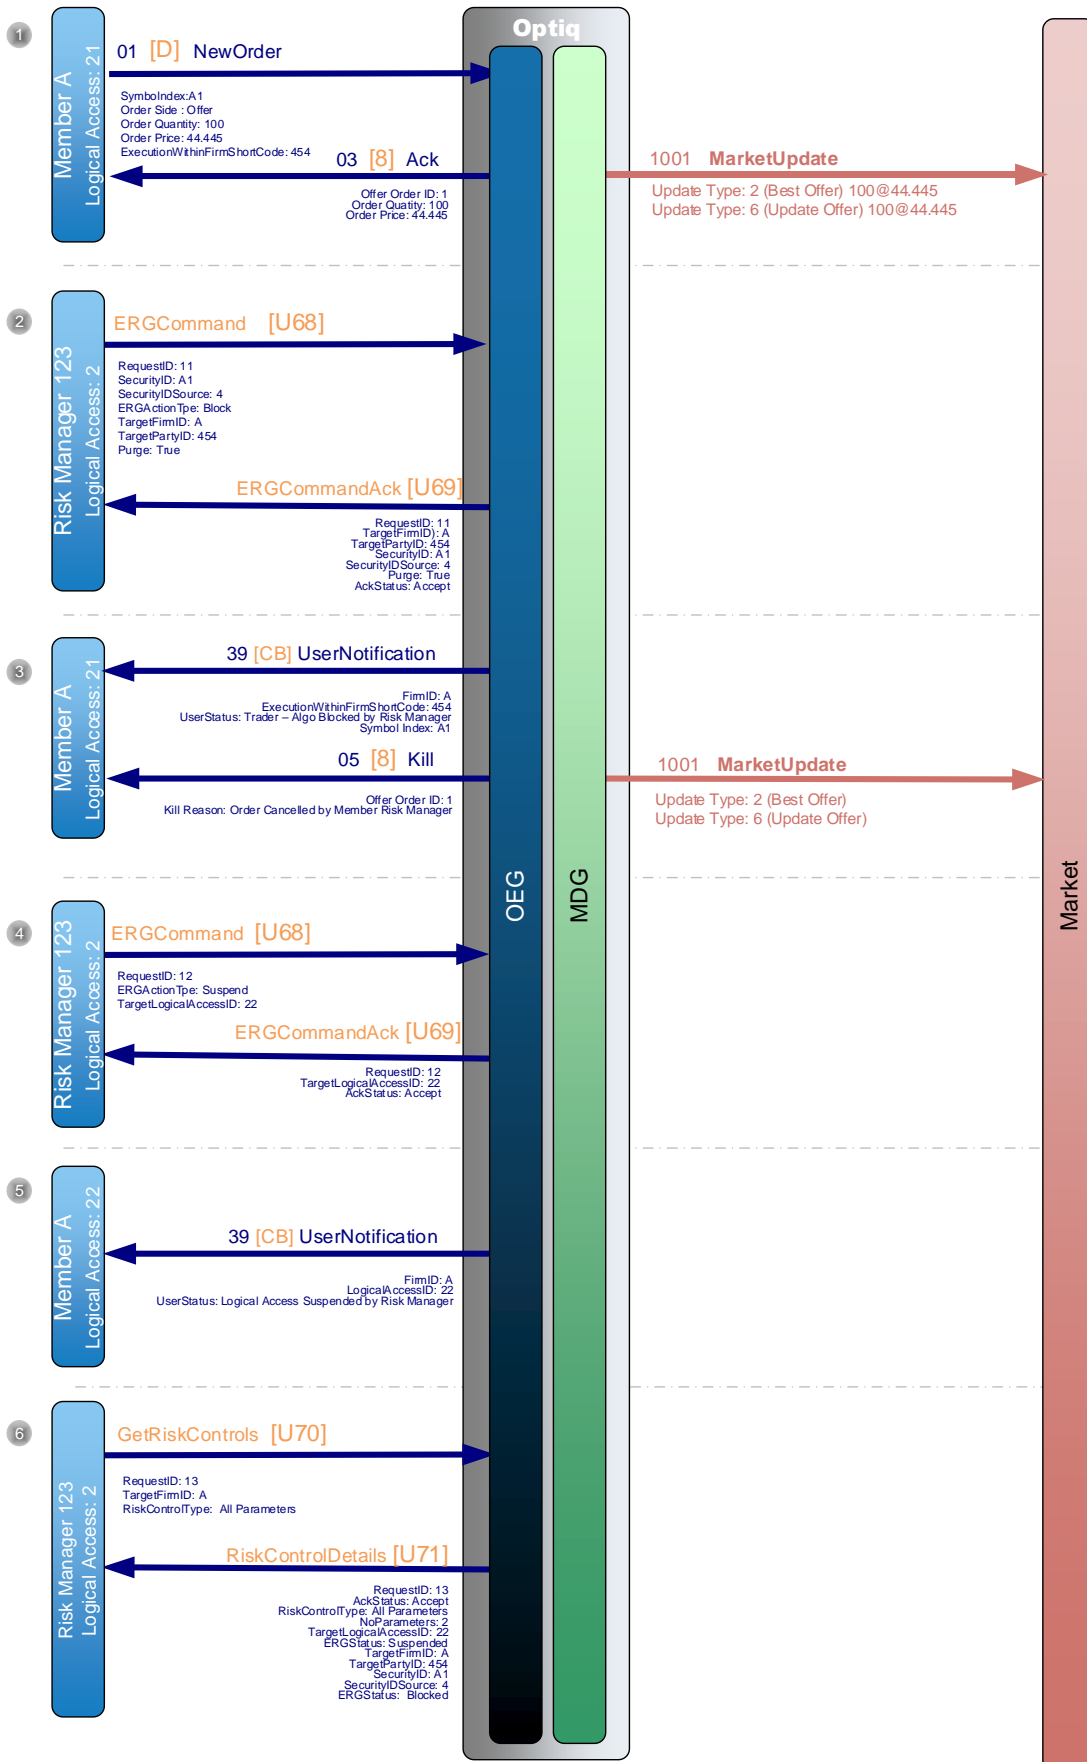 Optiq
1
Member A
Logical Access: 21
01 [D] NewOrder
SymboIndex:A1
Order Side : Offer
Order Quantity: 100
Order Price: 44.445
ExecutionWithinFirmShortCode: 454
03 [8] Ack
Offer Order ID: 1
Order Quatity: 100
Order Price: 44.445
1001 MarketUpdate
Update Type: 2 (Best Offer) 100@44.445
Update Type: 6 (Update Offer) 100@44.445
2
Risk Manager 123
Logical Access: 2
ERGCommand [U68]
RequestID: 11
SecurityID: A1
SecurityIDSource: 4
ERGActionTpe: Block
TargetFirmID: A
TargetPartyID: 454
Purge: True
ERGCommandAck [U69]
RequestID: 11
TargetFirmID): A
TargetPartyID: 454
SecurityID: A1
SecurityIDSource: 4
Purge: True
AckStatus: Accept
3
Member A
Logical Access: 21
39 [CB] UserNotification
FirmID: A
ExecutionWithinFirmShortCode: 454
UserStatus: Trader – Algo Blocked by Risk Manager
Symbol Index: A1
05 [8] Kill
Offer Order ID: 1
Kill Reason: Order Cancelled by Member Risk Manager
1001 MarketUpdate
Update Type: 2 (Best Offer)
Update Type: 6 (Update Offer)
OEG
MDG
Market
4
Risk Manager 123
Logical Access: 2
ERGCommand [U68]
RequestID: 12
ERGActionTpe: Suspend
TargetLogicalAccessID: 22
ERGCommandAck [U69]
RequestID: 12
TargetLogicalAccessID: 22
AckStatus: Accept
5
Member A
Logical Access: 22
39 [CB] UserNotification
FirmID: A
LogicalAccessID: 22
UserStatus: Logical Access Suspended by Risk Manager
6
Risk Manager 123
Logical Access: 2
GetRiskControls [U70]
RequestID: 13
TargetFirmID: A
RiskControlType: All Parameters
RiskControlDetails [U71]
RequestID: 13
AckStatus: Accept
RiskControlType: All Parameters
NoParameters: 2
TargetLogicalAccessID: 22
ERGStatus: Suspended
TargetFirmID: A
TargetPartyID: 454
SecurityID: A1
SecurityIDSource: 4
ERGStatus: Blocked